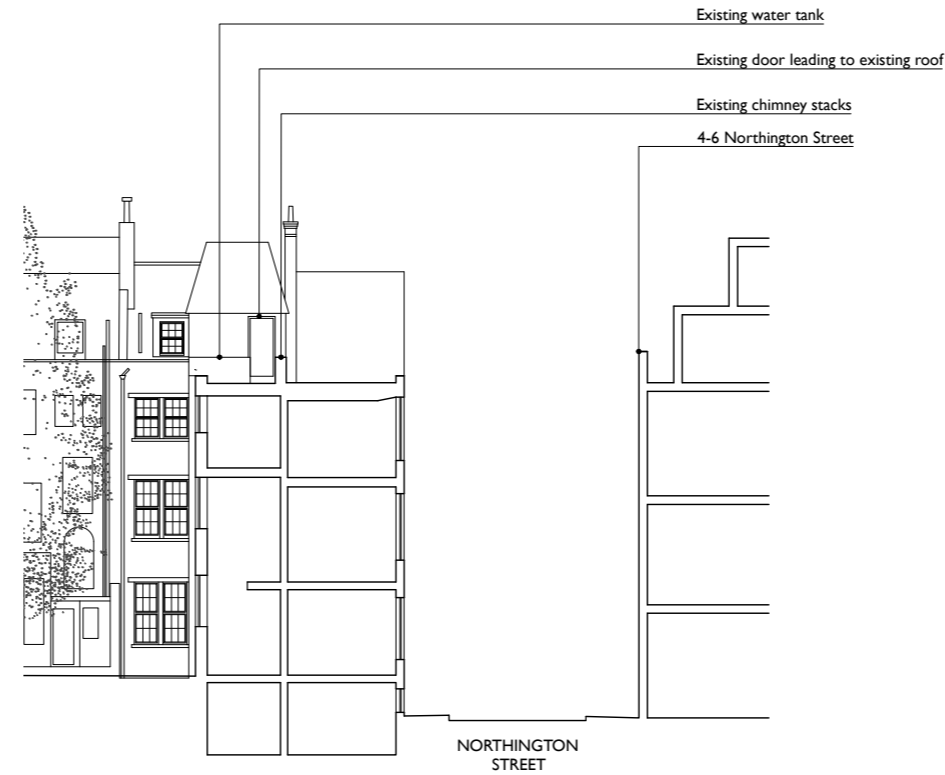 Existing water tank
Existing door leading to existing roof
Existing chimney stacks
4-6 Northington Street
NORTHINGTON
STREET